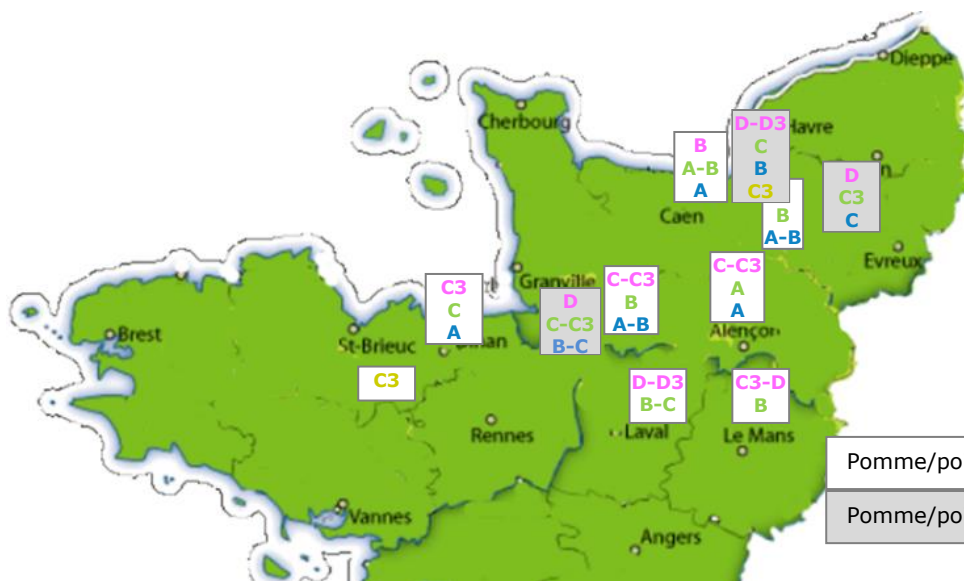 Dieppe
Cherbourg
Havre
D-D3
C
B
C3
B
A-B
A
D
C3
C
Caen
B
A-B
Evreux
Granville
C-C3
B
A-B
C-C3
A
A
C3
C
A
D
C-C3
B-C
Alençon
Brest
St-Brieuc
C3
D-D3
B-C
C3-D
B
Rennes
Laval
Le Mans
Pomme/po
Pomme/po
Vannes
Angers